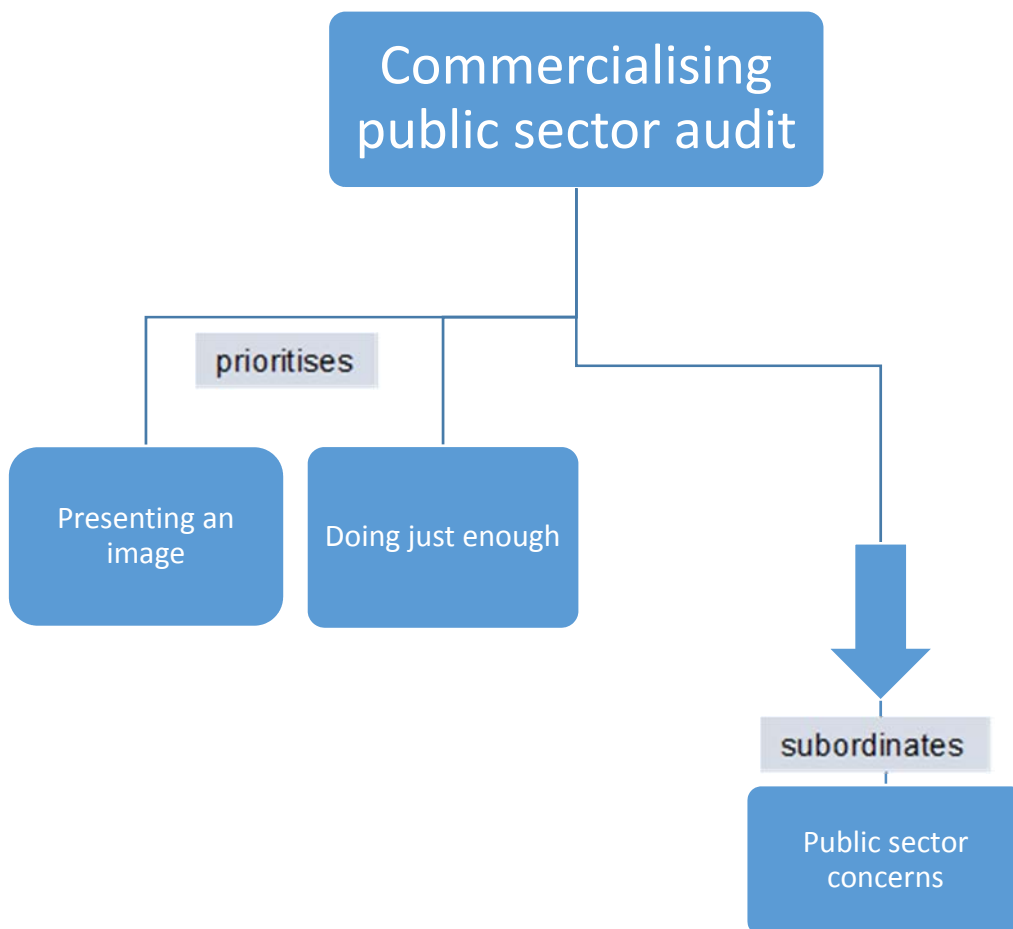 Commercialising
public sector audit
prioritises
Presenting an
image
Doing just enough
subordinates
Public sector
concerns